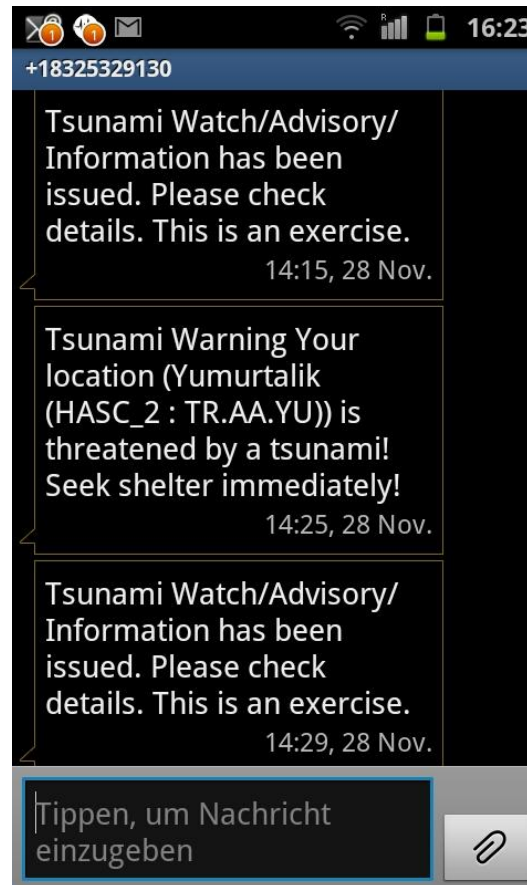 1
1
R
16:23
+18325329130
Tsunami Watch/Advisory/
Information has been
issued. Please check
details. This is an exercise.
14:15, 28 Nov.
Tsunami Warning Your
location (Yumurtalik
(HASC_2 : TR.AA.YU)) is
threatened by a tsunami!
Seek shelter immediately!
14:25, 28 Nov.
Tsunami Watch/Advisory/
Information has been
issued. Please check
details. This is an exercise.
14:29, 28 Nov.
Tippen, um Nachricht
einzugeben